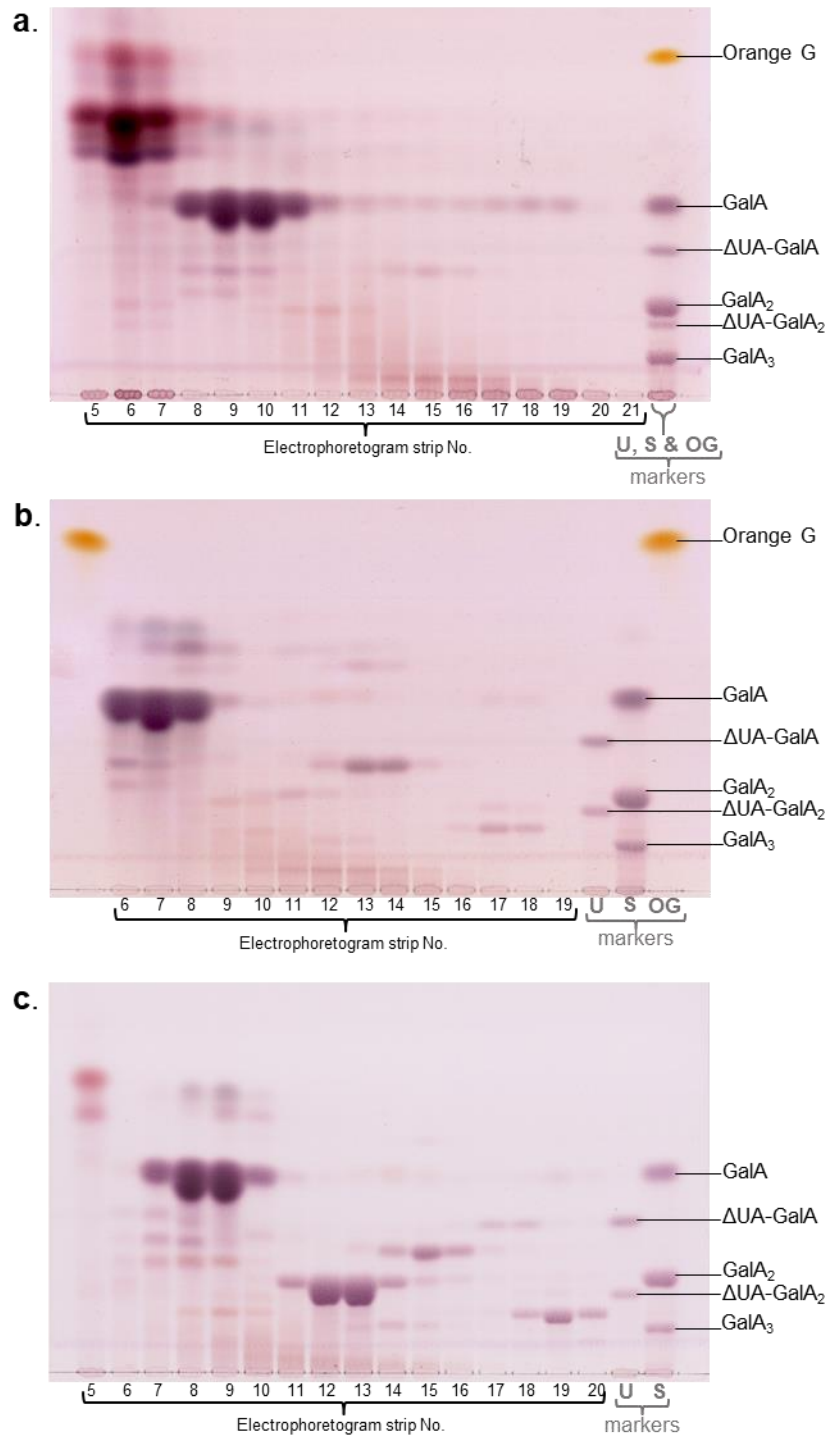 a.
Orange G
GalA
ΔUA-GalA
GalA₂
ΔUA-GalA₂
GalA₃
5 6 7 8 9 10 11 12 13 14 15 16 17 18 19 20 21
Electrophoretogram strip No.
U, S & OG
markers
b.
Orange G
GalA
ΔUA-GalA
GalA₂
ΔUA-GalA₂
GalA₃
6 7 8 9 10 11 12 13 14 15 16 17 18 19 U S OG
Electrophoretogram strip No.
markers
c.
GalA
ΔUA-GalA
GalA₂
ΔUA-GalA₂
GalA₃
5 6 7 8 9 10 11 12 13 14 15 16 17 18 19 20 U S
Electrophoretogram strip No.
markers